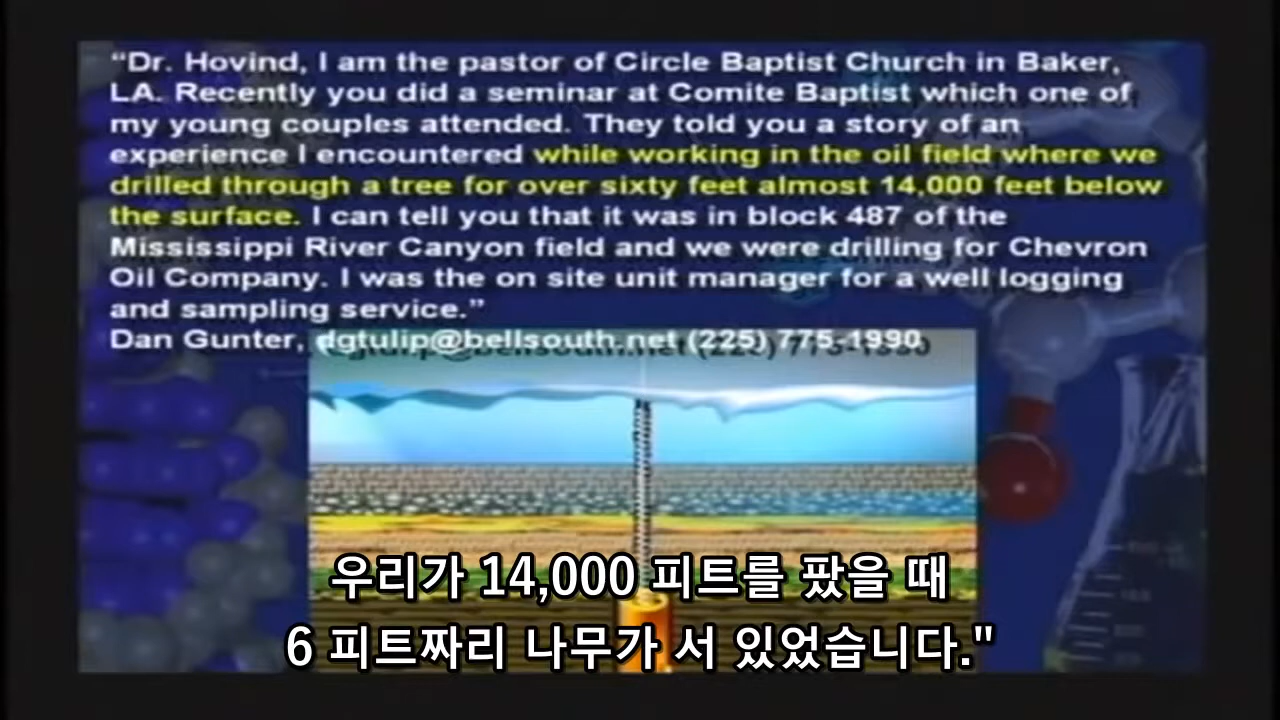 “Dr. Hovind, I am the pastor of Circle Baptist Church in Baker,
LA. Recently you did a seminar at Comite Baptist which one of
my young couples attended. They told you a story of an
experience I encountered while working in the oil field where we
drilled through a tree for over sixty feet almost 14,000 feet below
the surface. I can tell you that it was in block 487 of the
Mississippi River Canyon field and we were drilling for Chevron
Oil Company. I was the on site unit manager for a well logging
and sampling service.”
Dan Gunter, dgtulip@bellsouth.net (225) 775-1990
우리가 14,000 피트를 팠을 때
6 피트짜리 나무가 서 있었습니다."